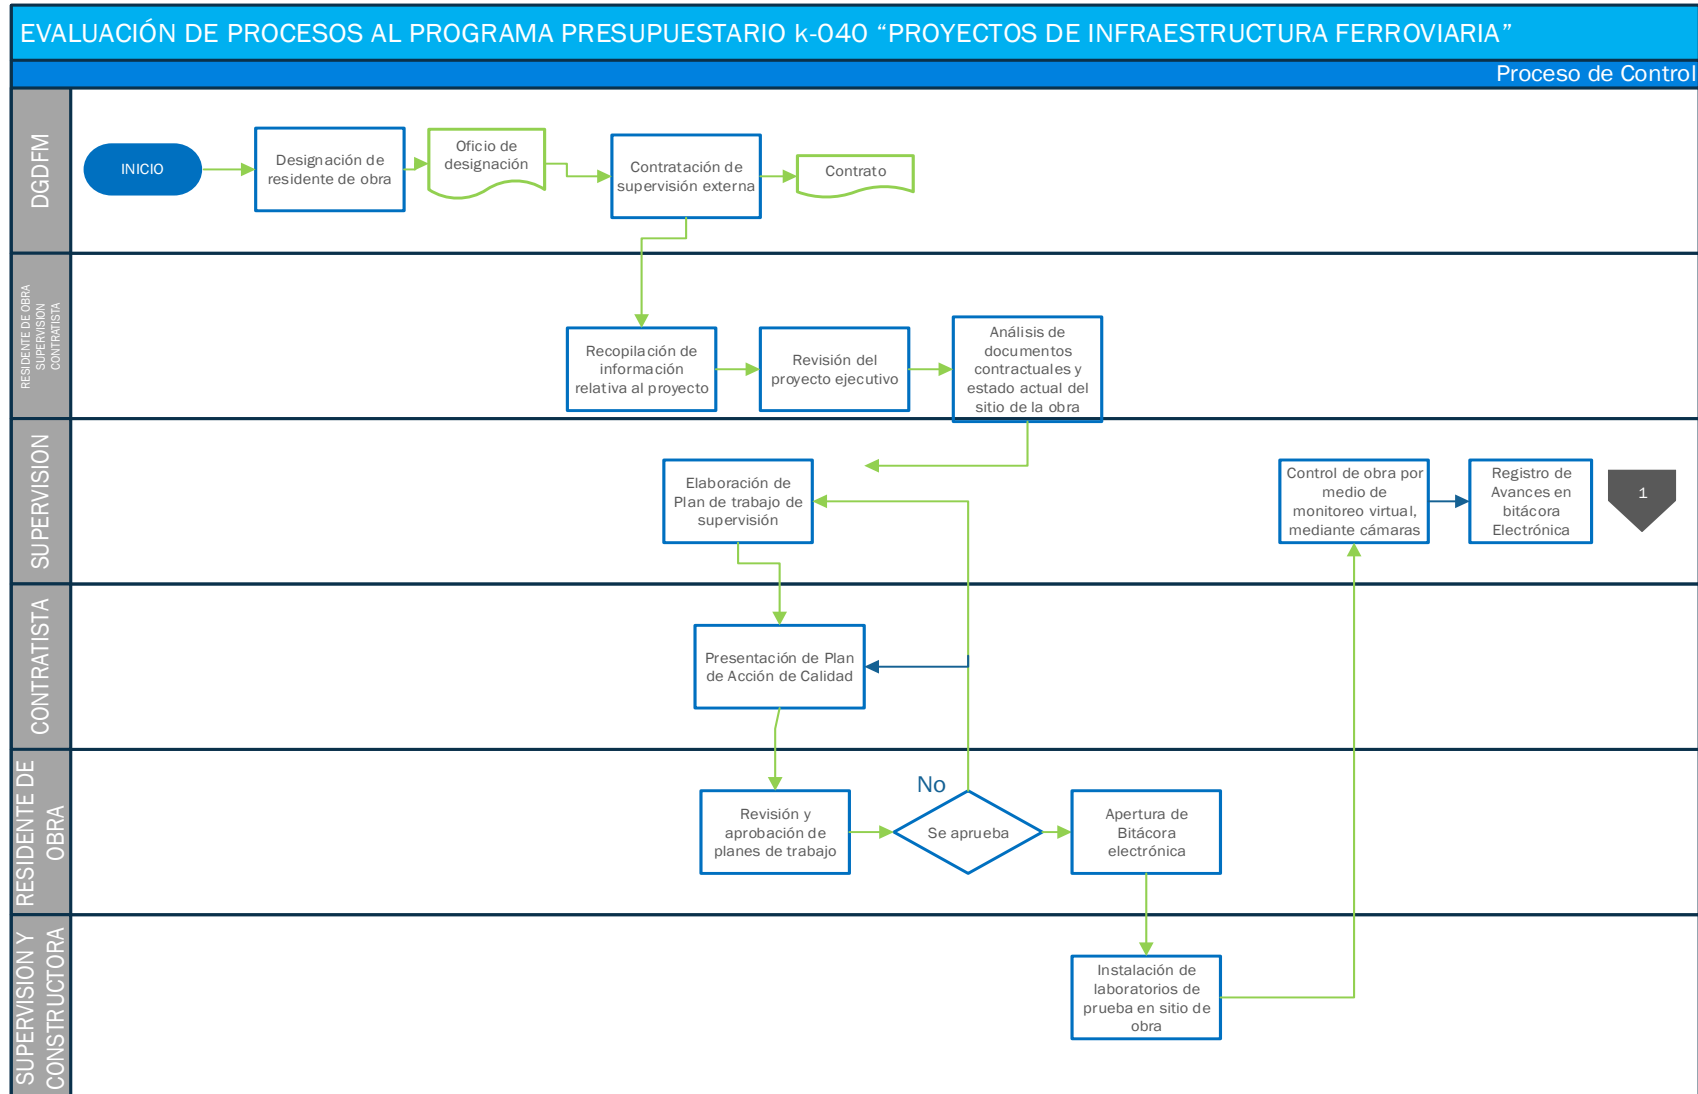 EVALUACIÓN DE PROCESOS AL PROGRAMA PRESUPUESTARIO k-040 “PROYECTOS DE INFRAESTRUCTURA FERROVIARIA”
Proceso de Control
DGDFM
INICIO
Designación de
residente de obra
Oficio de
designación
Contratación de
supervisión externa
Contrato
RESIDENTE DE OBRA
SUPERVISION
CONTRATISTA
Recopilación de
información
relativa al proyecto
Revisión del
proyecto ejecutivo
Análisis de
documentos
contractuales y
estado actual del
sitio de la obra
SUPERVISION
Elaboración de
Plan de trabajo de
supervisión
Control de obra por
medio de
monitoreo virtual,
mediante cámaras
Registro de
Avances en
bitácora
Electrónica
1
CONTRATISTA
Presentación de Plan
de Acción de Calidad
RESIDENTE DE
OBRA
Revisión y
aprobación de
planes de trabajo
No
Se aprueba
Apertura de
Bitácora
electrónica
SUPERVISION Y
CONSTRUCTORA
Instalación de
laboratorios de
prueba en sitio de
obra